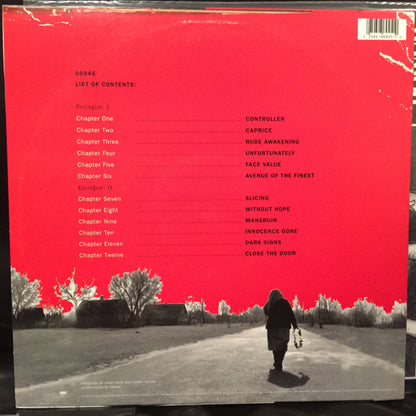 66945
LIST OF CONTENTS:
Prologue: I
Chapter One CONTROLLER
Chapter Two CAPRICE
Chapter Three RUDE AWAKENING
Chapter Four UNFORTUNATELY
Chapter Five FACE VALUE
Chapter Six AVENUE OF THE FINEST
Epologue: II
Chapter Seven SLICING
Chapter Eight WITHOUT HOPE
Chapter Nine MANSRUIN
Chapter Ten INNOCENCE GONE
Chapter Eleven DARK SIGNS
Chapter Twelve CLOSE THE DOOR